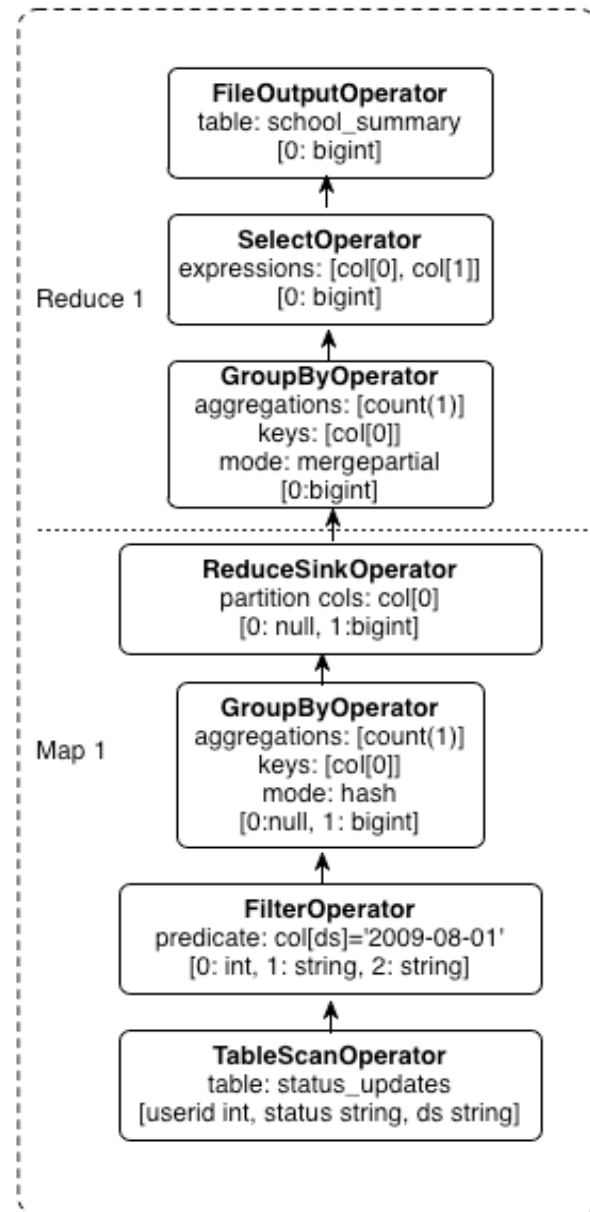 FileOutputOperator
table: school_summary
[0: bigint]
SelectOperator
expressions: [col[0], col[1]]
[0: bigint]
Reduce 1
GroupByOperator
aggregations: [count(1)]
keys: [col[0]]
mode: mergepartial
[0:bigint]
ReduceSinkOperator
partition cols: col[0]
[0: null, 1:bigint]
GroupByOperator
aggregations: [count(1)]
keys: [col[0]]
mode: hash
[0:null, 1: bigint]
Map 1
FilterOperator
predicate: col[ds]='2009-08-01'
[0: int, 1: string, 2: string]
TableScanOperator
table: status_updates
[userid int, status string, ds string]